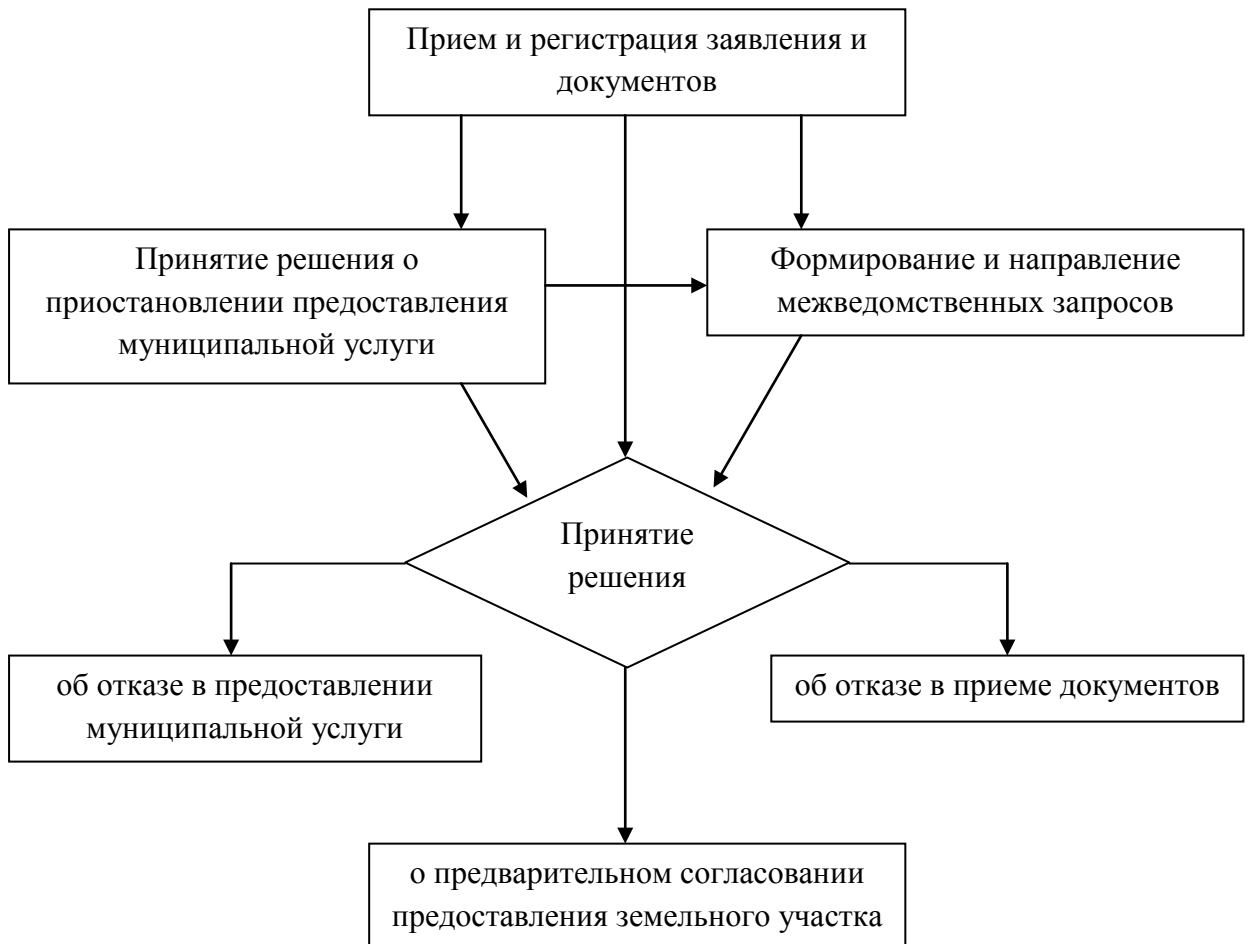 Прием и регистрация заявления и
документов
Принятие решения о
приостановлении предоставления
муниципальной услуги
Формирование и направление
межведомственных запросов
Принятие
решения
об отказе в предоставлении
муниципальной услуги
об отказе в приеме документов
о предварительном согласовании
предоставления земельного участка